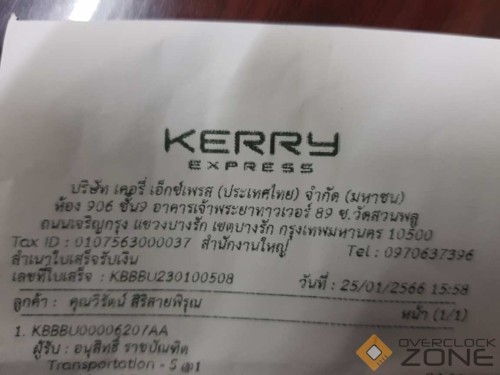 KERRY
EXPRESS
บริษัท เคอรี่ เอ็กซ์เพรส (ประเทศไทย) จำกัด (มหาชน)
ห้อง 906 ชั้น9 อาคารเจ้าพระยาทาวเวอร์ 89 ซ.วัดสวนพลู
ถนนเจริญกรุง แขวงบางรัก เขตบางรัก กรุงเทพมหานคร 10500
Tax ID : 0107563000037 สำนักงานใหญ่ Tel : 0970637396
สำเนาใบเสร็จรับเงิน
เลขที่ใบเสร็จ : KBBBU230100508 วันที่ : 25/01/2566 15:58
ลูกค้า : คุณวิรัตน์ สิริสายพิรุณ หน้า (1/1)
1. KBBBU00006207AA
ผู้รับ : อนุสิทธิ์ ราชบัณฑิต
Transportation - S @1
OVERCLOCK
ZONE